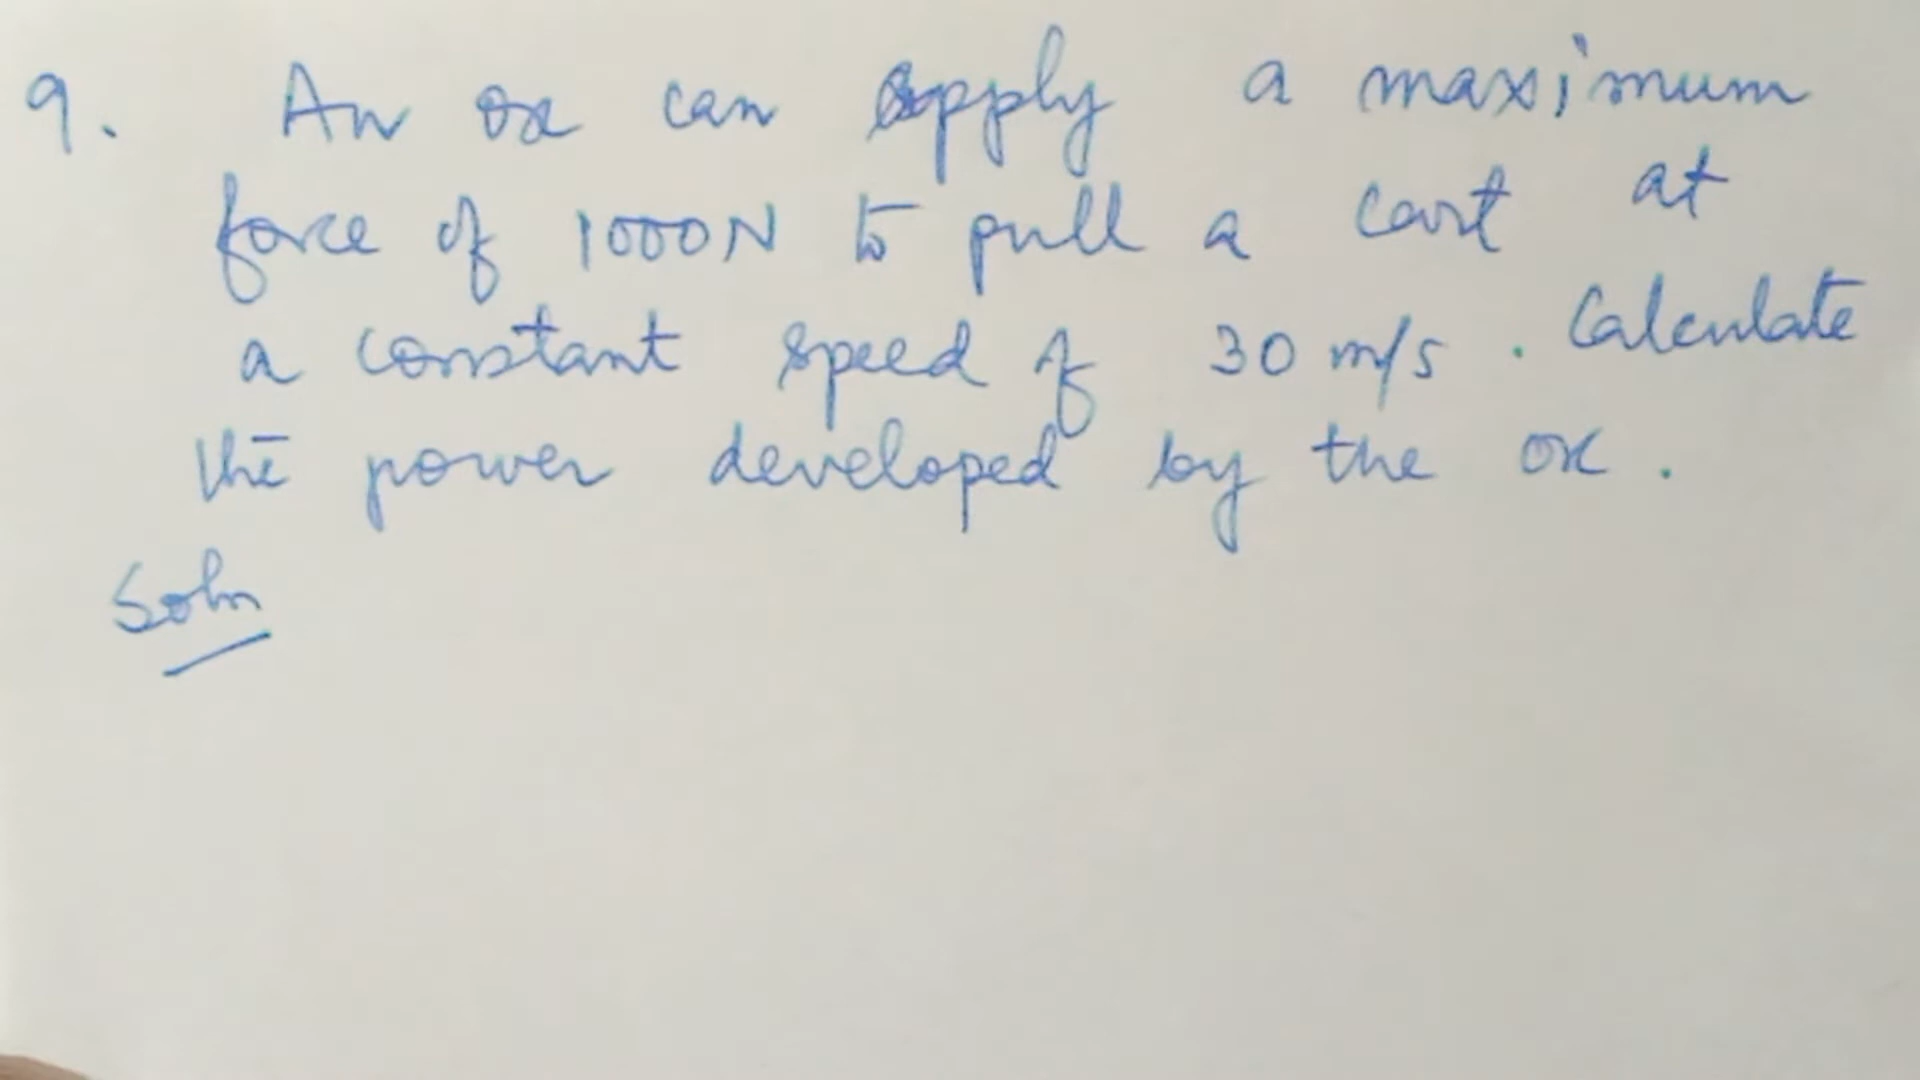 9. An ox can apply a maximum
force of 1000N to pull a cart at
a constant speed of 30 m/s. Calculate
the power developed by the ox.
Soln